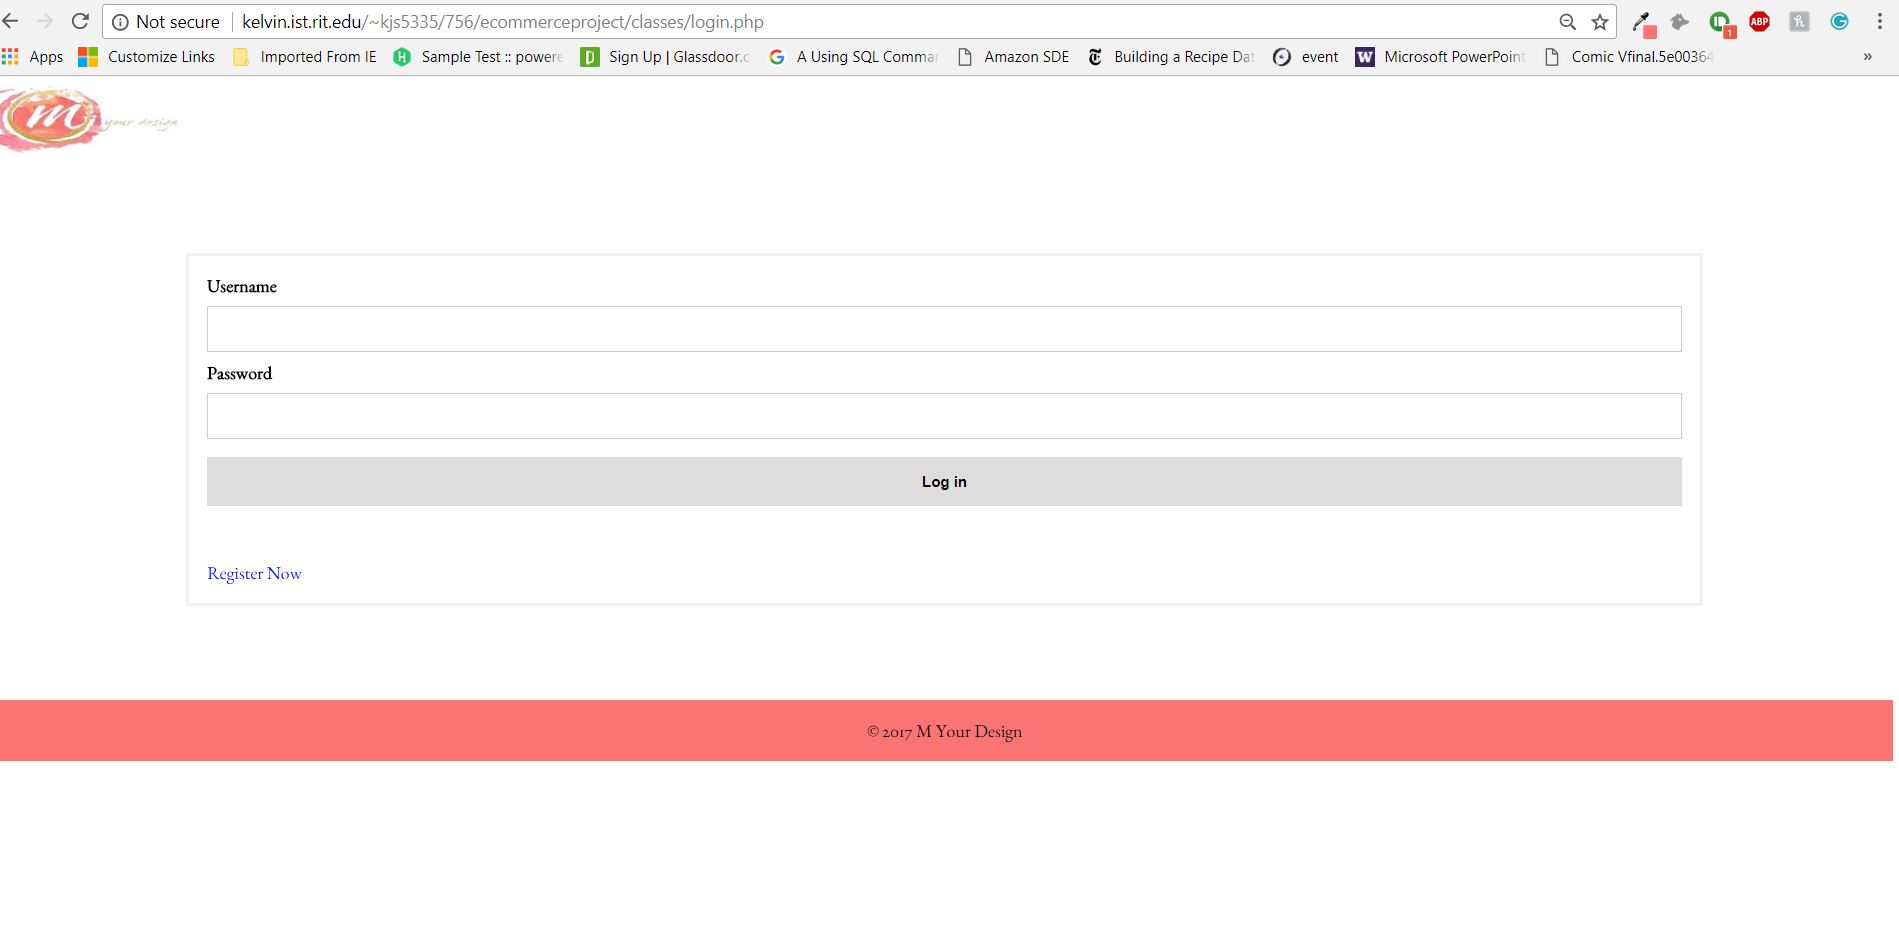 Not secure kelvin.ist.rit.edu/~kjs5335/756/ecommerceproject/classes/login.php ABP 1
Apps Customize Links Imported From IE Sample Test :: powere Sign Up | Glassdoor.c A Using SQL Comma Amazon SDE Building a Recipe Dat event Microsoft PowerPoint Comic Vfinal.5e00364 »
m your design
Username
Password
Log in
Register Now
© 2017 M Your Design